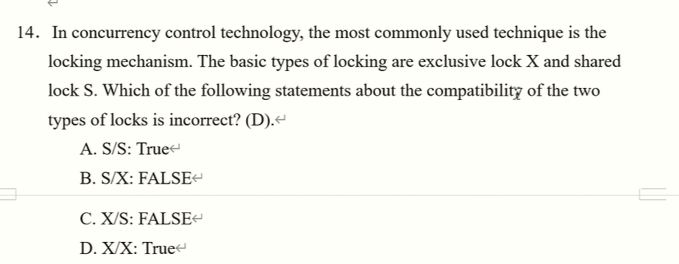 14. In concurrency control technology, the most commonly used technique is the
locking mechanism. The basic types of locking are exclusive lock X and shared
lock S. Which of the following statements about the compatibility of the two
types of locks is incorrect? (D).↵
A. S/S: True↵
B. S/X: FALSE↵
C. X/S: FALSE↵
D. X/X: True↵